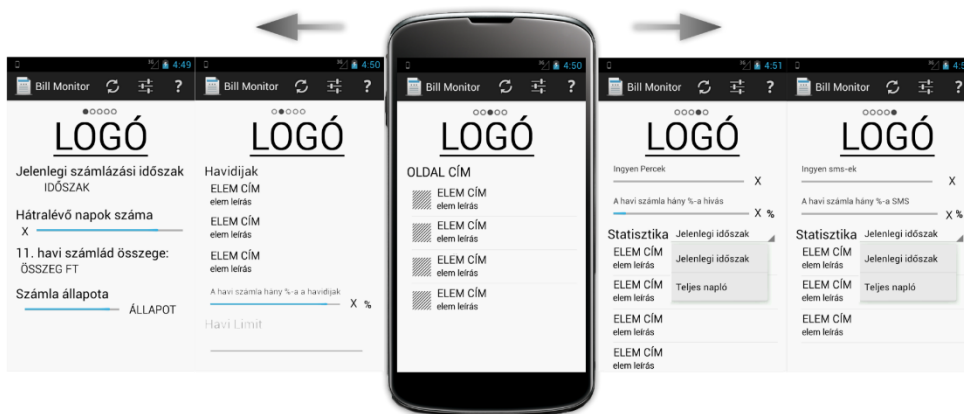 4:49
Bill Monitor ?
LOGÓ
Jelenlegi számlázási időszak
IDŐSZAK
Hátralévő napok száma
X
11. havi számlád összege:
ÖSSZEG FT
Számla állapota
ÁLLAPOT
4:50
Bill Monitor ?
LOGÓ
Havidijak
ELEM CÍM
elem leírás
ELEM CÍM
elem leírás
ELEM CÍM
elem leírás
A havi számla hány %-a a havidijak
X %
Havi Limit
4:50
Bill Monitor ?
LOGÓ
OLDAL CÍM
ELEM CÍM
elem leírás
ELEM CÍM
elem leírás
ELEM CÍM
elem leírás
ELEM CÍM
elem leírás
4:51
Bill Monitor ?
LOGÓ
Ingyen Percek
X
A havi számla hány %-a hívás
X %
Statisztika Jelenlegi időszak
ELEM CÍM
elem leírás
Jelenlegi időszak
ELEM CÍM
elem leírás
Teljes napló
ELEM CÍM
elem leírás
ELEM CÍM
elem leírás
Bill Monitor ?
LOGÓ
Ingyen sms-ek
X
A havi számla hány %-a SMS
X %
Statisztika Jelenlegi időszak
ELEM CÍM
elem leírás
Jelenlegi időszak
ELEM CÍM
elem leírás
Teljes napló
ELEM CÍM
elem leírás